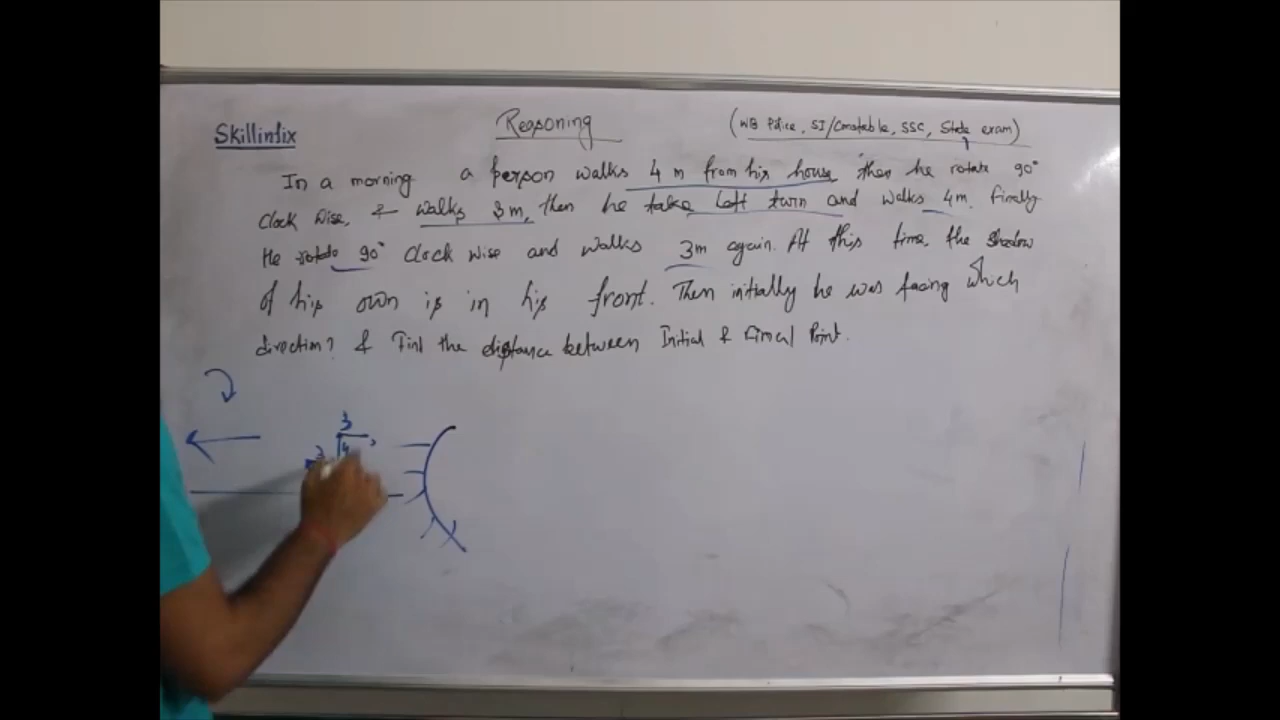 Skillinfix
Reasoning
(WB Police, SI/Constable, SSC, State exam)
In a morning a person walks 4 m from his house then he rotate 90°
clock wise, & walks 3m, then he take Left turn and walks 4m. Finally
He rotate 90° clock wise and walks 3m again. At this time, the shadow
of his own is in his front. Then initially he was facing which
direction? & Find the distance between Initial & Final Point.
3
3
4